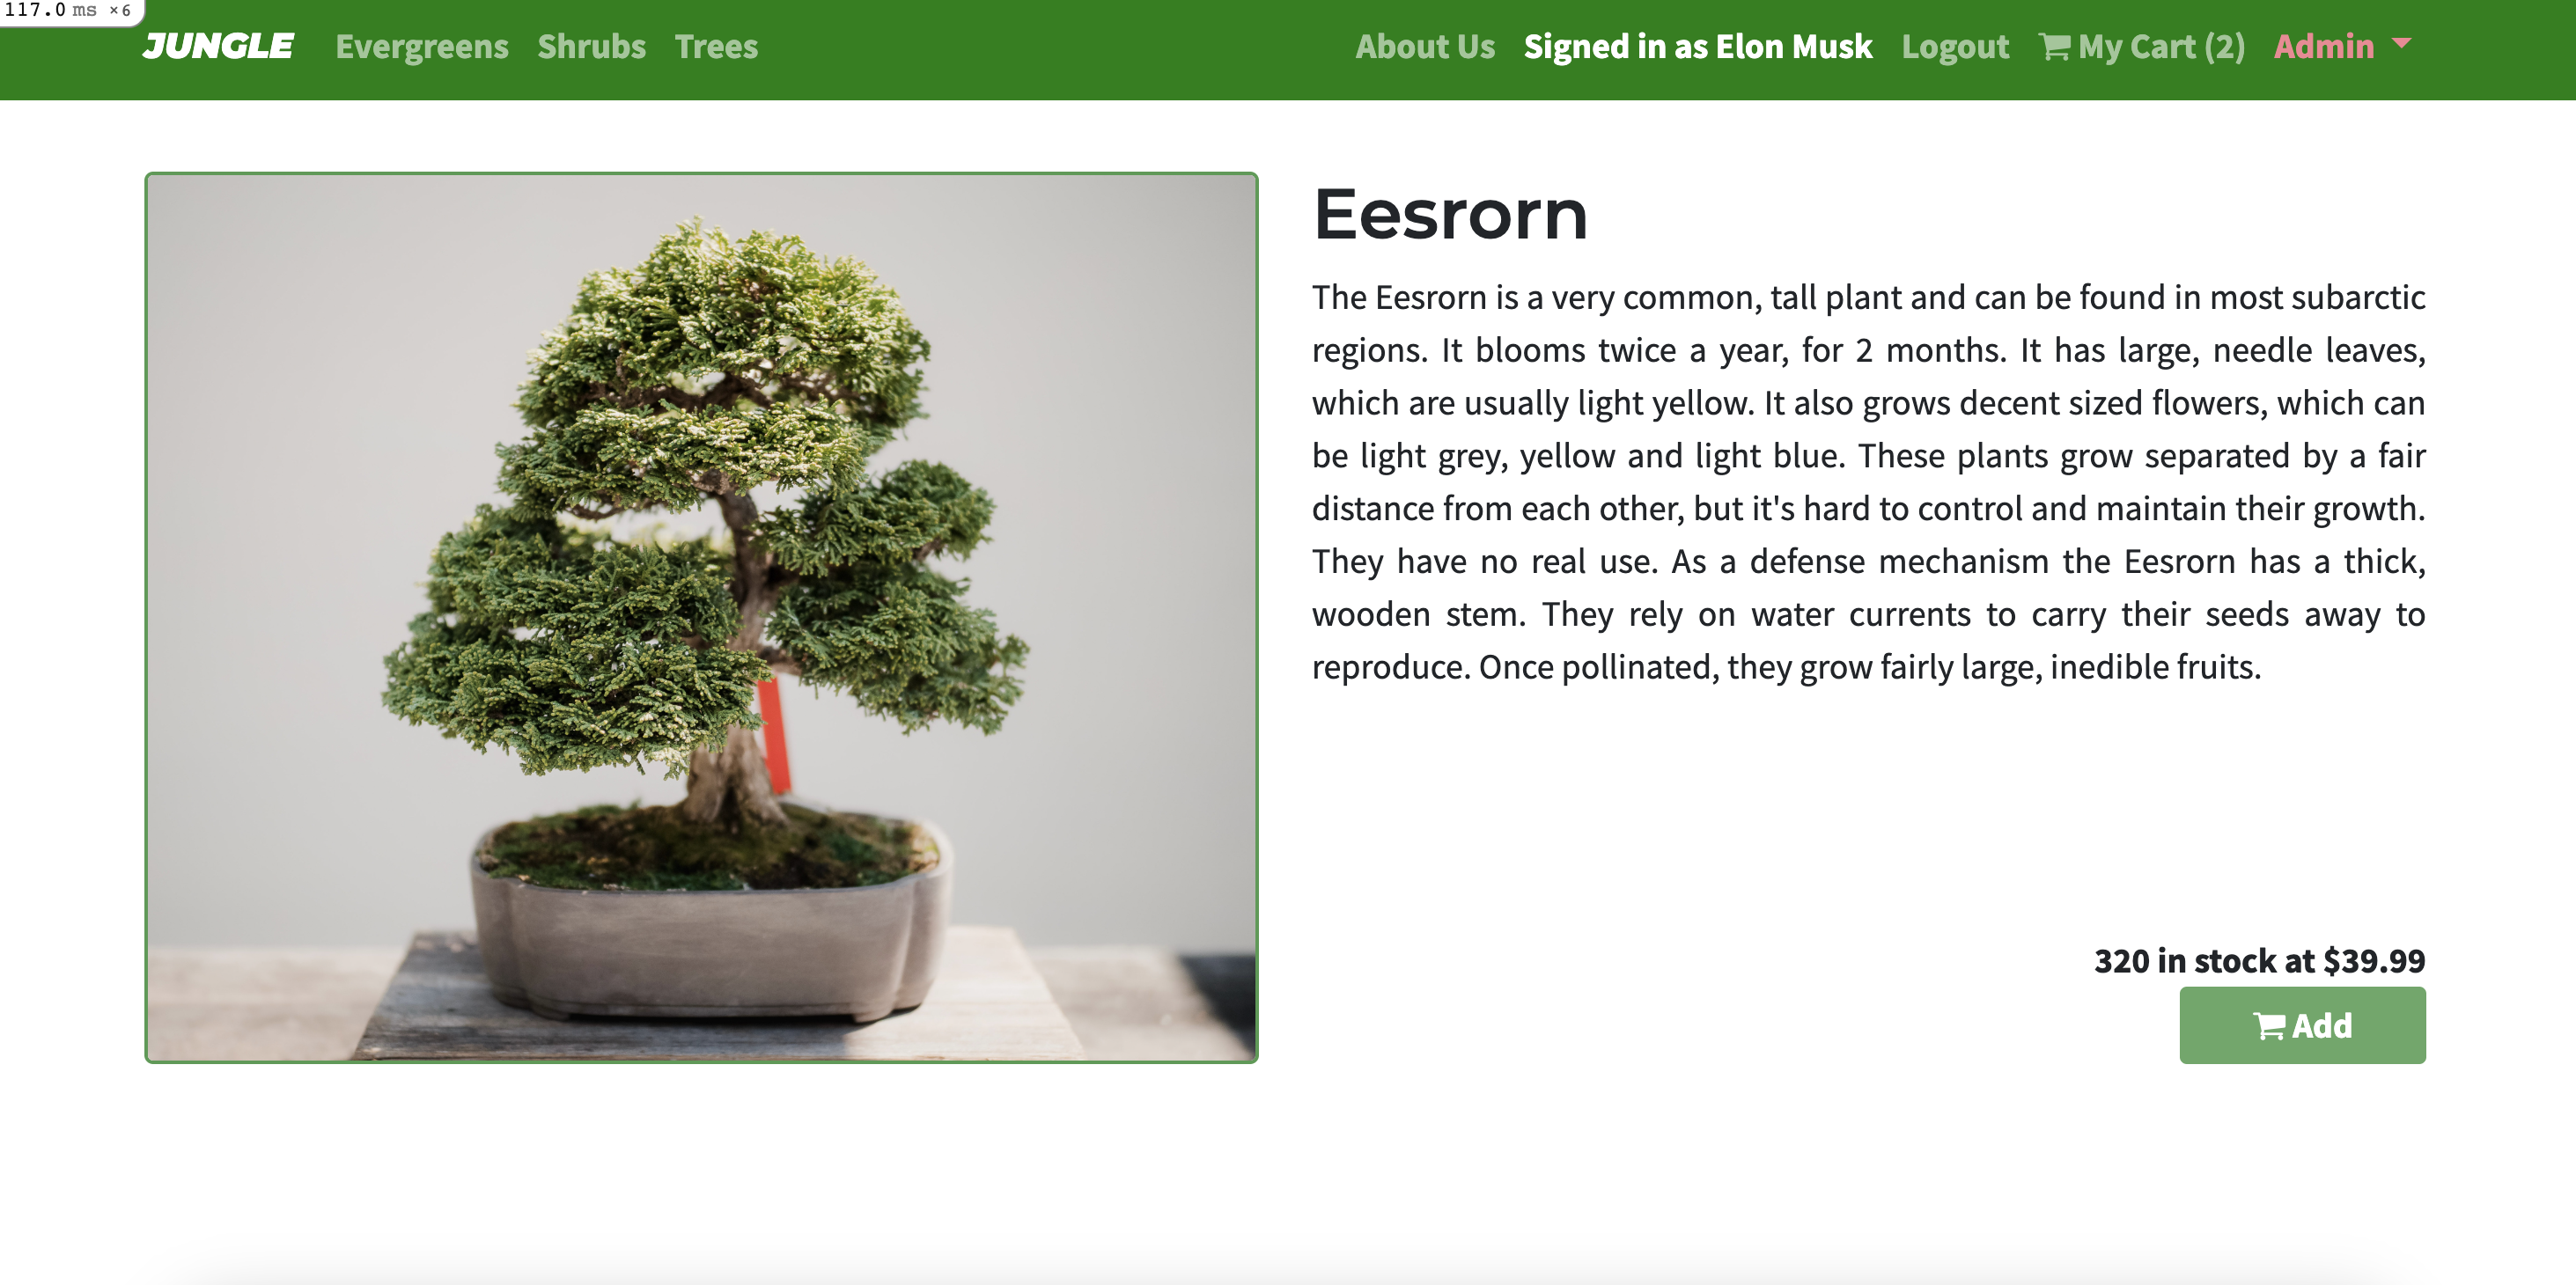 117.0 ms ×6
JUNGLE Evergreens Shrubs Trees About Us Signed in as Elon Musk Logout My Cart (2) Admin
Eesrorn
The Eesrorn is a very common, tall plant and can be found in most subarctic
regions. It blooms twice a year, for 2 months. It has large, needle leaves,
which are usually light yellow. It also grows decent sized flowers, which can
be light grey, yellow and light blue. These plants grow separated by a fair
distance from each other, but it's hard to control and maintain their growth.
They have no real use. As a defense mechanism the Eesrorn has a thick,
wooden stem. They rely on water currents to carry their seeds away to
reproduce. Once pollinated, they grow fairly large, inedible fruits.
320 in stock at $39.99
Add